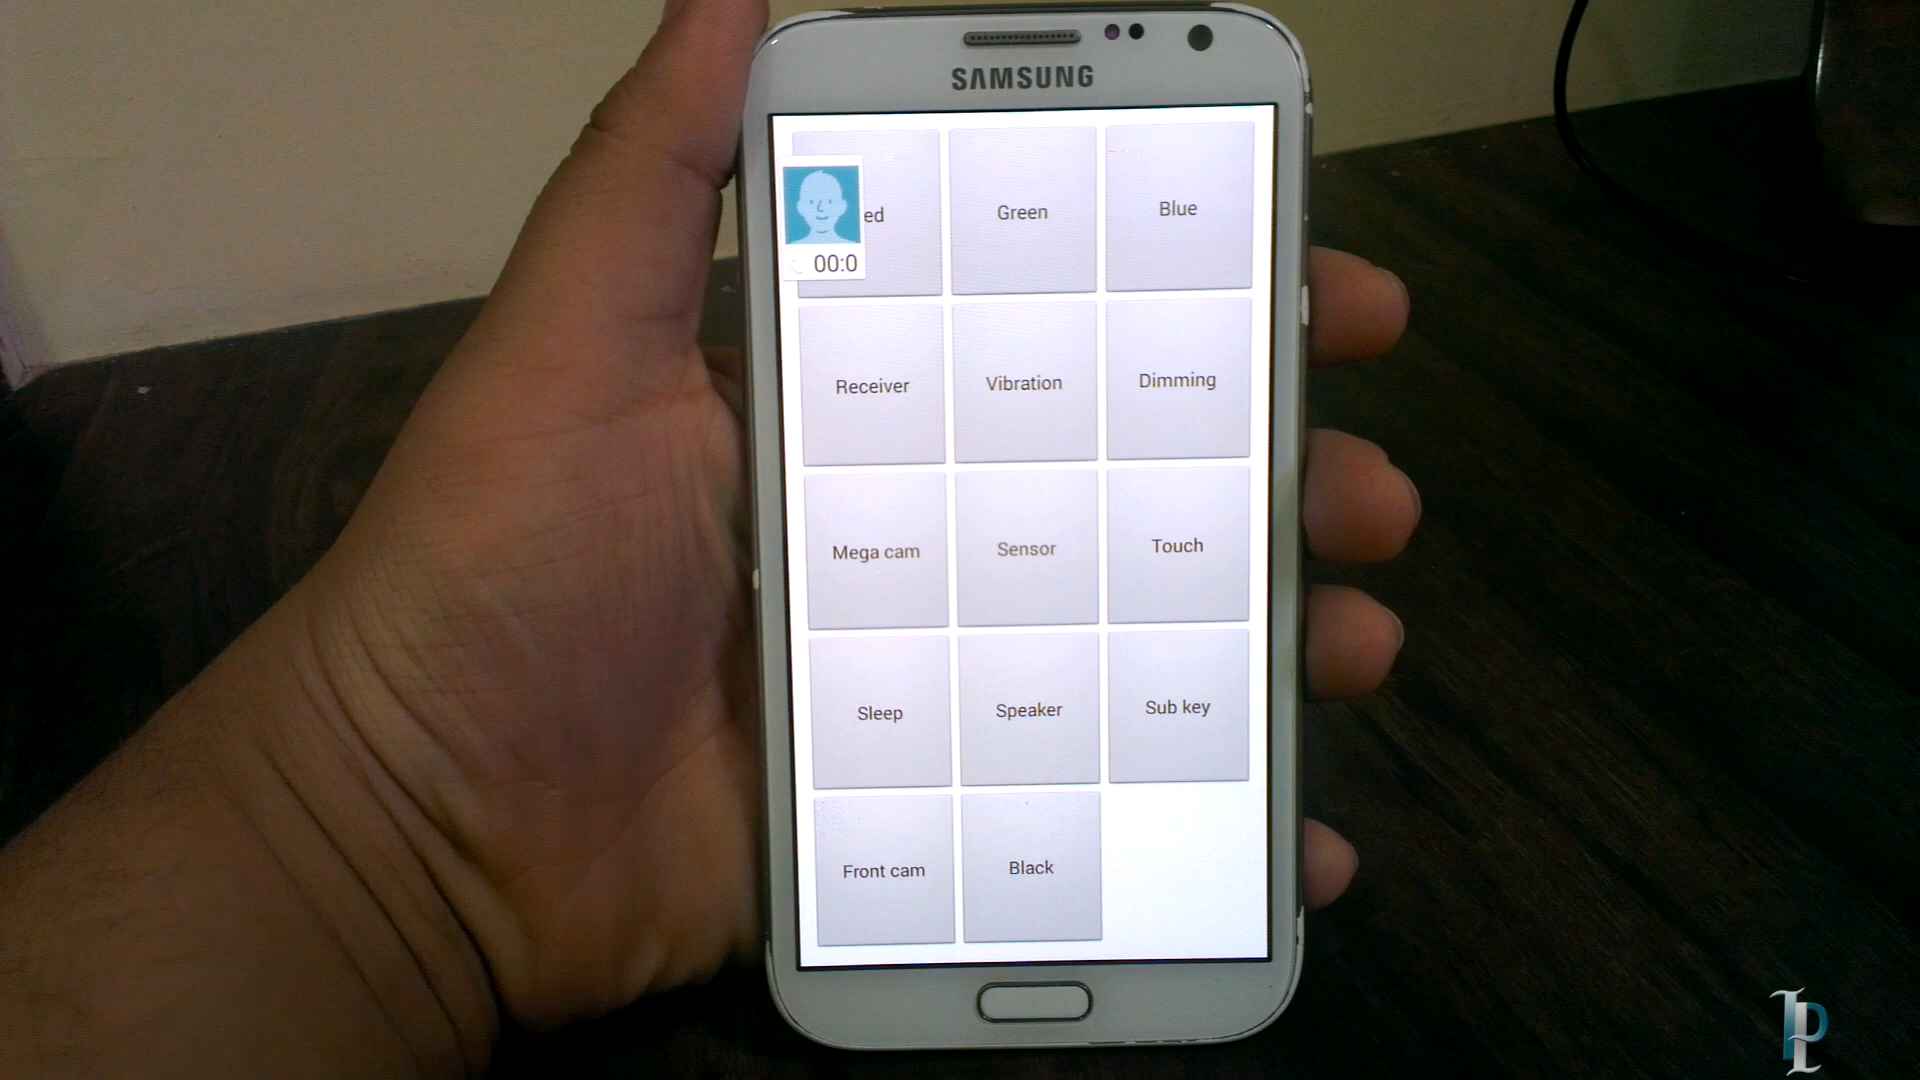 SAMSUNG
ed Green Blue
00:0
Receiver Vibration Dimming
Mega cam Sensor Touch
Sleep Speaker Sub key
Front cam Black
LP